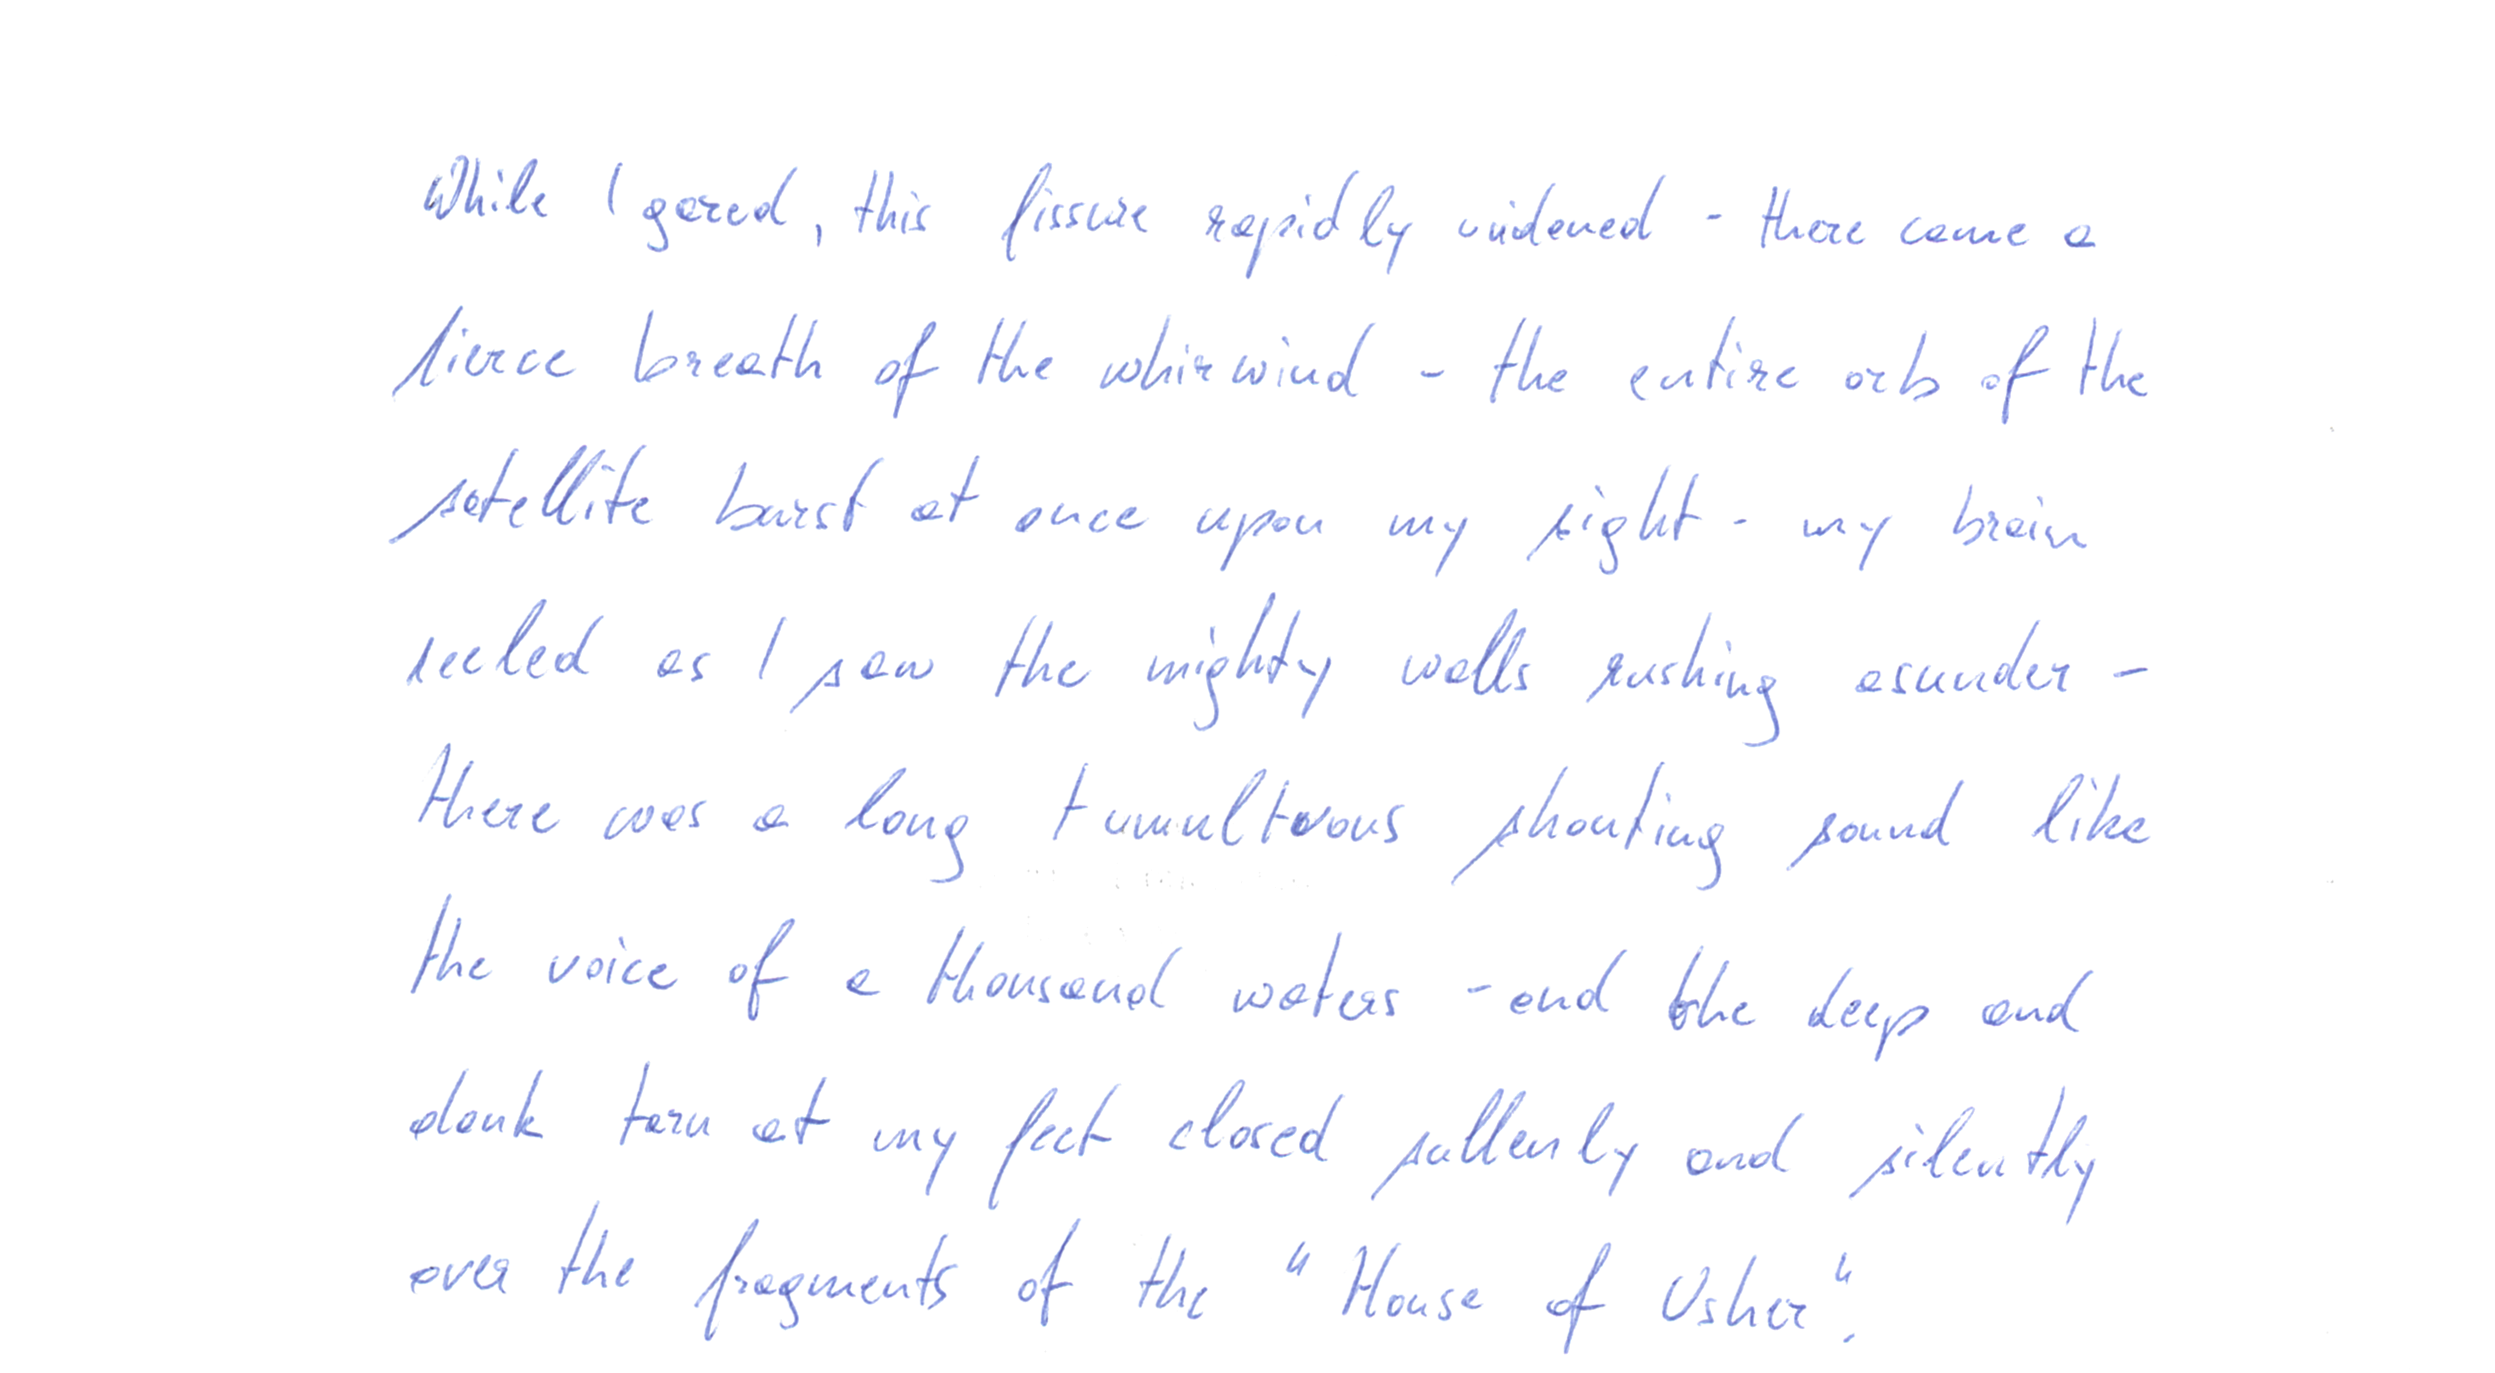 While I gazed, this fissure rapidly widened - there came a
fierce breath of the whirwind - the entire orb of the
satellite burst at once upon my sight - my brain
reeled as I saw the mighty walls rushing asunder -
there was a long tumultuous shouting sound like
the voice of a thousand waters - and the deep and
dank tarn at my feet closed sullenly and silently
over the fragments of the "House of Usher".